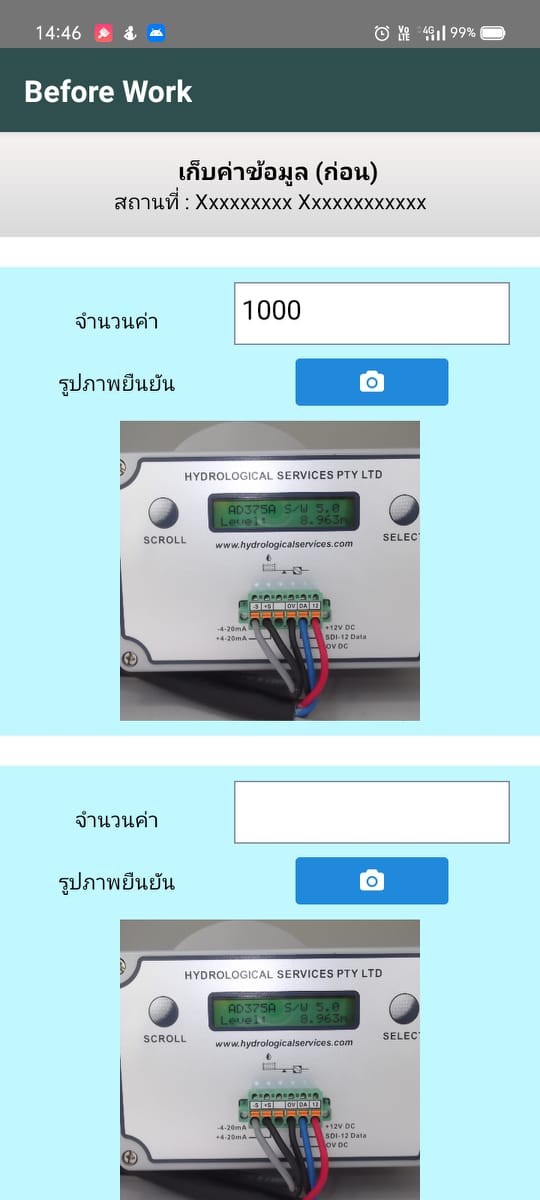 14:46 Vo LTE 4G 99%
Before Work
เก็บค่าข้อมูล (ก่อน)
สถานที่ : Xxxxxxxxx Xxxxxxxxxxxx
จำนวนค่า 1000
รูปภาพยืนยัน
HYDROLOGICAL SERVICES PTY LTD
AD375A S/W 5.0
Level: 8.963m
SCROLL
SELEC
www.hydrologicalservices.com
-S +S 0V DA 12
-4-20mA +12V DC
+4-20mA SDI-12 Data
0V DC
จำนวนค่า
รูปภาพยืนยัน
HYDROLOGICAL SERVICES PTY LTD
AD375A S/W 5.0
Level: 8.963m
SCROLL
SELEC
www.hydrologicalservices.com
-S +S 0V DA 12
-4-20mA +12V DC
+4-20mA SDI-12 Data
0V DC